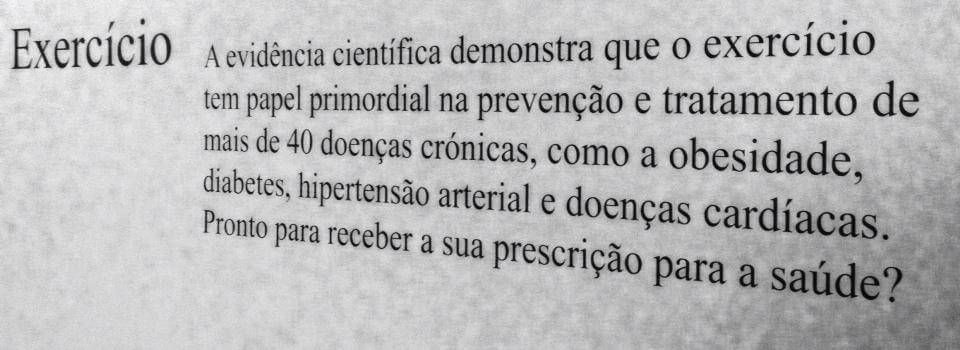 Exercício
A evidência científica demonstra que o exercício
tem papel primordial na prevenção e tratamento de
mais de 40 doenças crónicas, como a obesidade,
diabetes, hipertensão arterial e doenças cardíacas.
Pronto para receber a sua prescrição para a saúde?